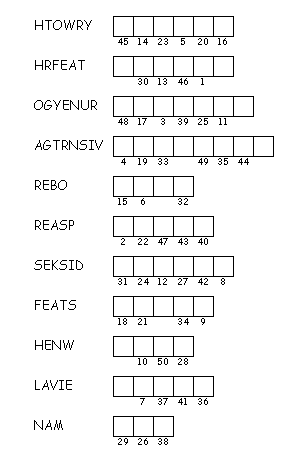 HTOWRY
45 14 23 5 20 16
HRFEAT
30 13 46 1
OGYENUR
48 17 3 39 25 11
AGTRNSIV
4 19 33 49 35 44
REBO
15 6 32
REASP
2 22 47 43 40
SEKSID
31 24 12 27 42 8
FEATS
18 21 34 9
HENW
10 50 28
LAVIE
7 37 41 36
NAM
29 26 38